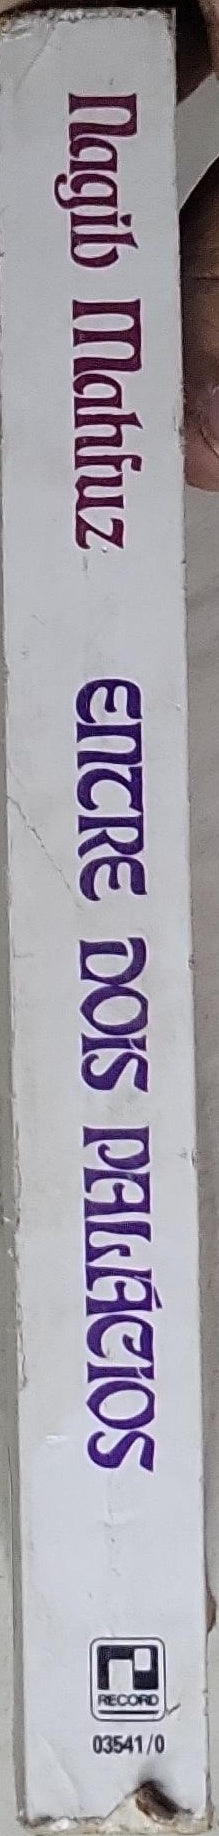 Nagib Mahfuz
ENTRE DOIS PALÁCIOS
RECORD
03541/0